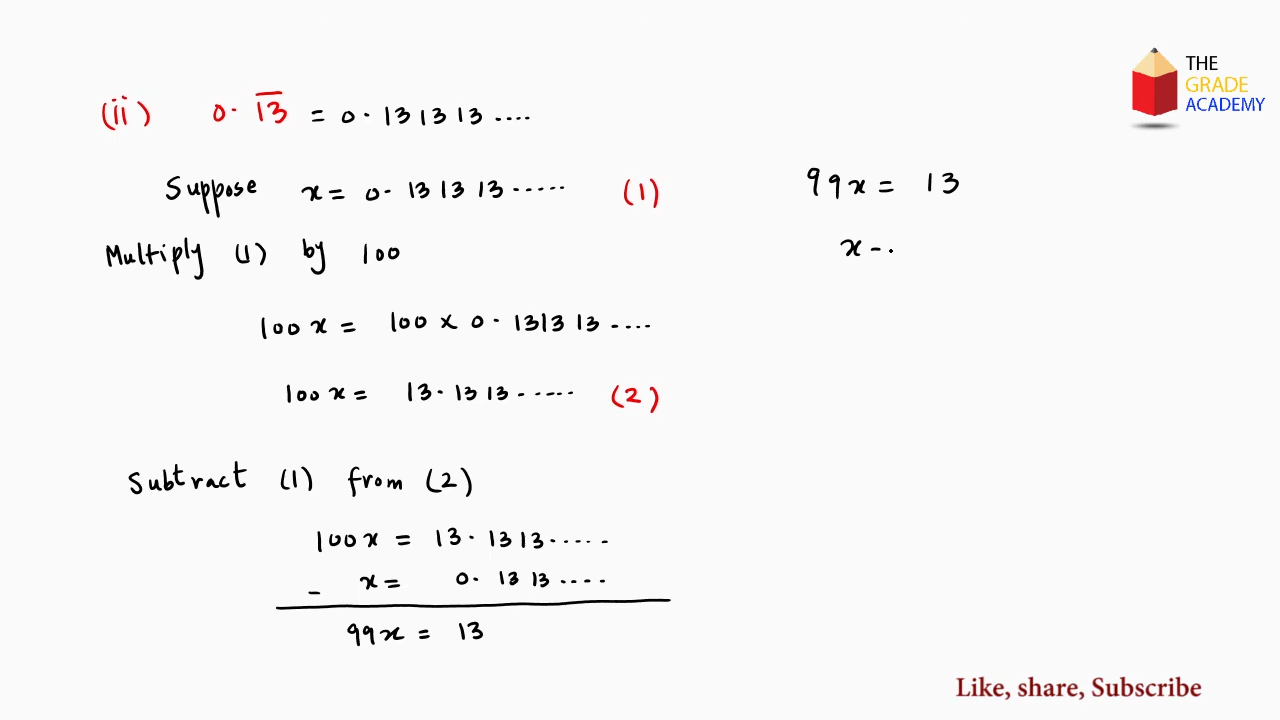 (ii) 0.1̅3̅ = 0.131313....
Suppose x = 0.131313..... (1)
Multiply (1) by 100
100x = 100 x 0.131313....
100x = 13.1313..... (2)
Subtract (1) from (2)
100x = 13.1313.....
- x = 0.1313....
99x = 13
99x = 13
x -.
THE
GRADE
ACADEMY
Like, share, Subscribe